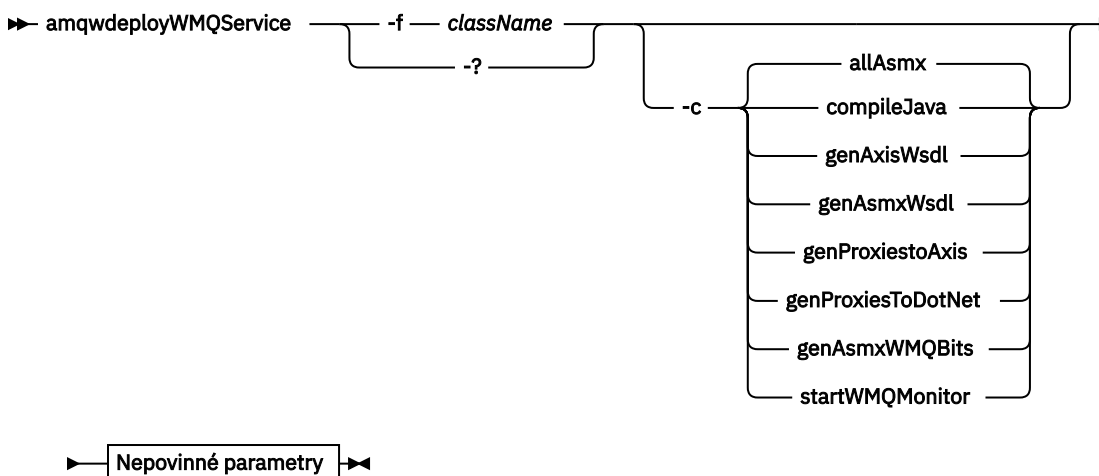 amqwdeployWMQService -f className
-?
allAsmx
-c compileJava
genAxisWsdl
genAsmxWsdl
genProxiestoAxis
genProxiesToDotNet
genAsmxWMQBits
startWMQMonitor
Nepovinné parametry